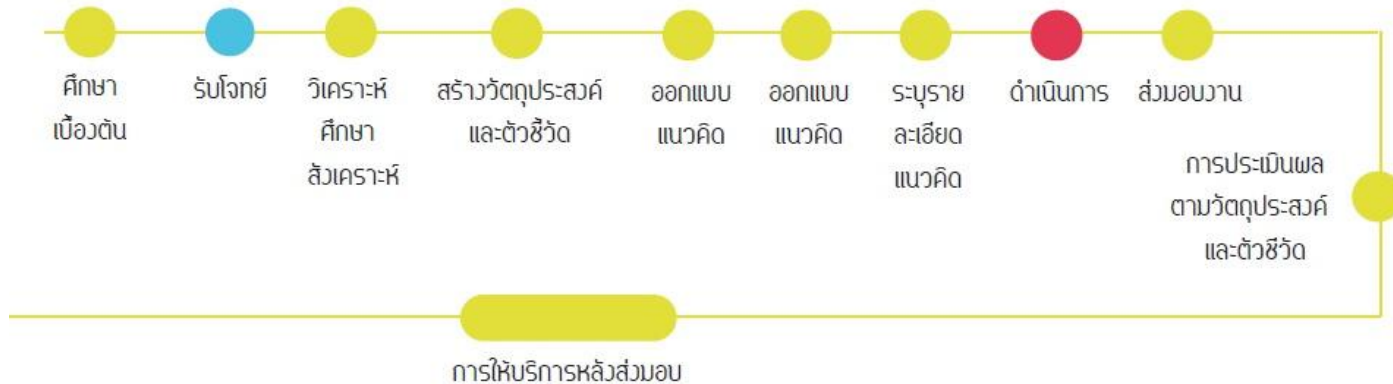 ศึกษา
เบื้องต้น
รับโจทย์
วิเคราะห์
ศึกษา
สังเคราะห์
สร้างวัตถุประสงค์
และตัวชี้วัด
ออกแบบ
แนวคิด
ออกแบบ
แนวคิด
ระบุราย
ละเอียด
แนวคิด
ดำเนินการ
ส่งมอบงาน
การประเมินผล
ตามวัตถุประสงค์
และตัวชีวัด
การให้บริการหลังส่งมอบ